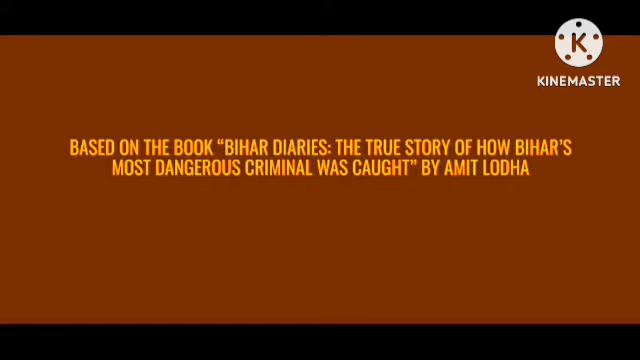 KINEMASTER
BASED ON THE BOOK “BIHAR DIARIES: THE TRUE STORY OF HOW BIHAR’S
MOST DANGEROUS CRIMINAL WAS CAUGHT” BY AMIT LODHA